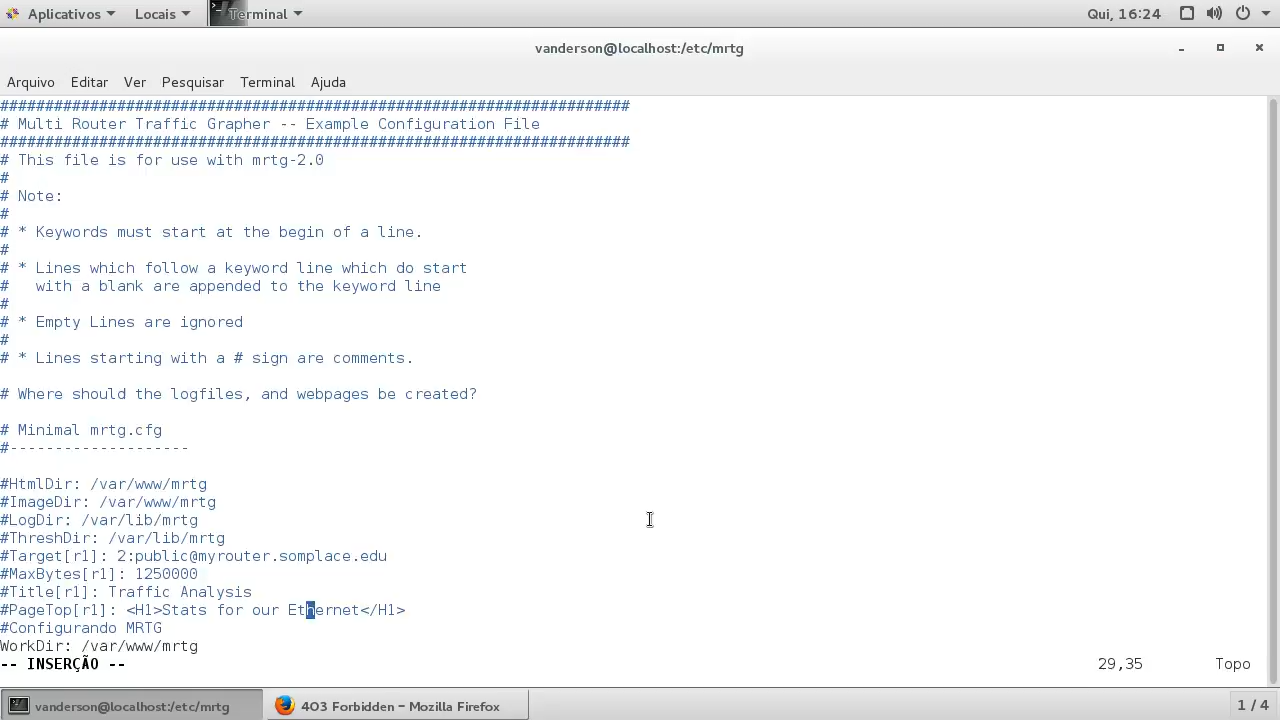 Aplicativos Locais Terminal Qui, 16:24
vanderson@localhost:/etc/mrtg
Arquivo Editar Ver Pesquisar Terminal Ajuda
######################################################################
# Multi Router Traffic Grapher -- Example Configuration File
######################################################################
# This file is for use with mrtg-2.0
#
# Note:
#
# * Keywords must start at the begin of a line.
#
# * Lines which follow a keyword line which do start
#   with a blank are appended to the keyword line
#
# * Empty Lines are ignored
#
# * Lines starting with a # sign are comments.
# Where should the logfiles, and webpages be created?
# Minimal mrtg.cfg
#--------------------
#HtmlDir: /var/www/mrtg
#ImageDir: /var/www/mrtg
#LogDir: /var/lib/mrtg
#ThreshDir: /var/lib/mrtg
#Target[r1]: 2:public@myrouter.somplace.edu
#MaxBytes[r1]: 1250000
#Title[r1]: Traffic Analysis
#PageTop[r1]: <H1>Stats for our Ethernet</H1>
#Configurando MRTG
WorkDir: /var/www/mrtg
-- INSERÇÃO -- 29,35 Topo
vanderson@localhost:/etc/mrtg 403 Forbidden - Mozilla Firefox 1 / 4